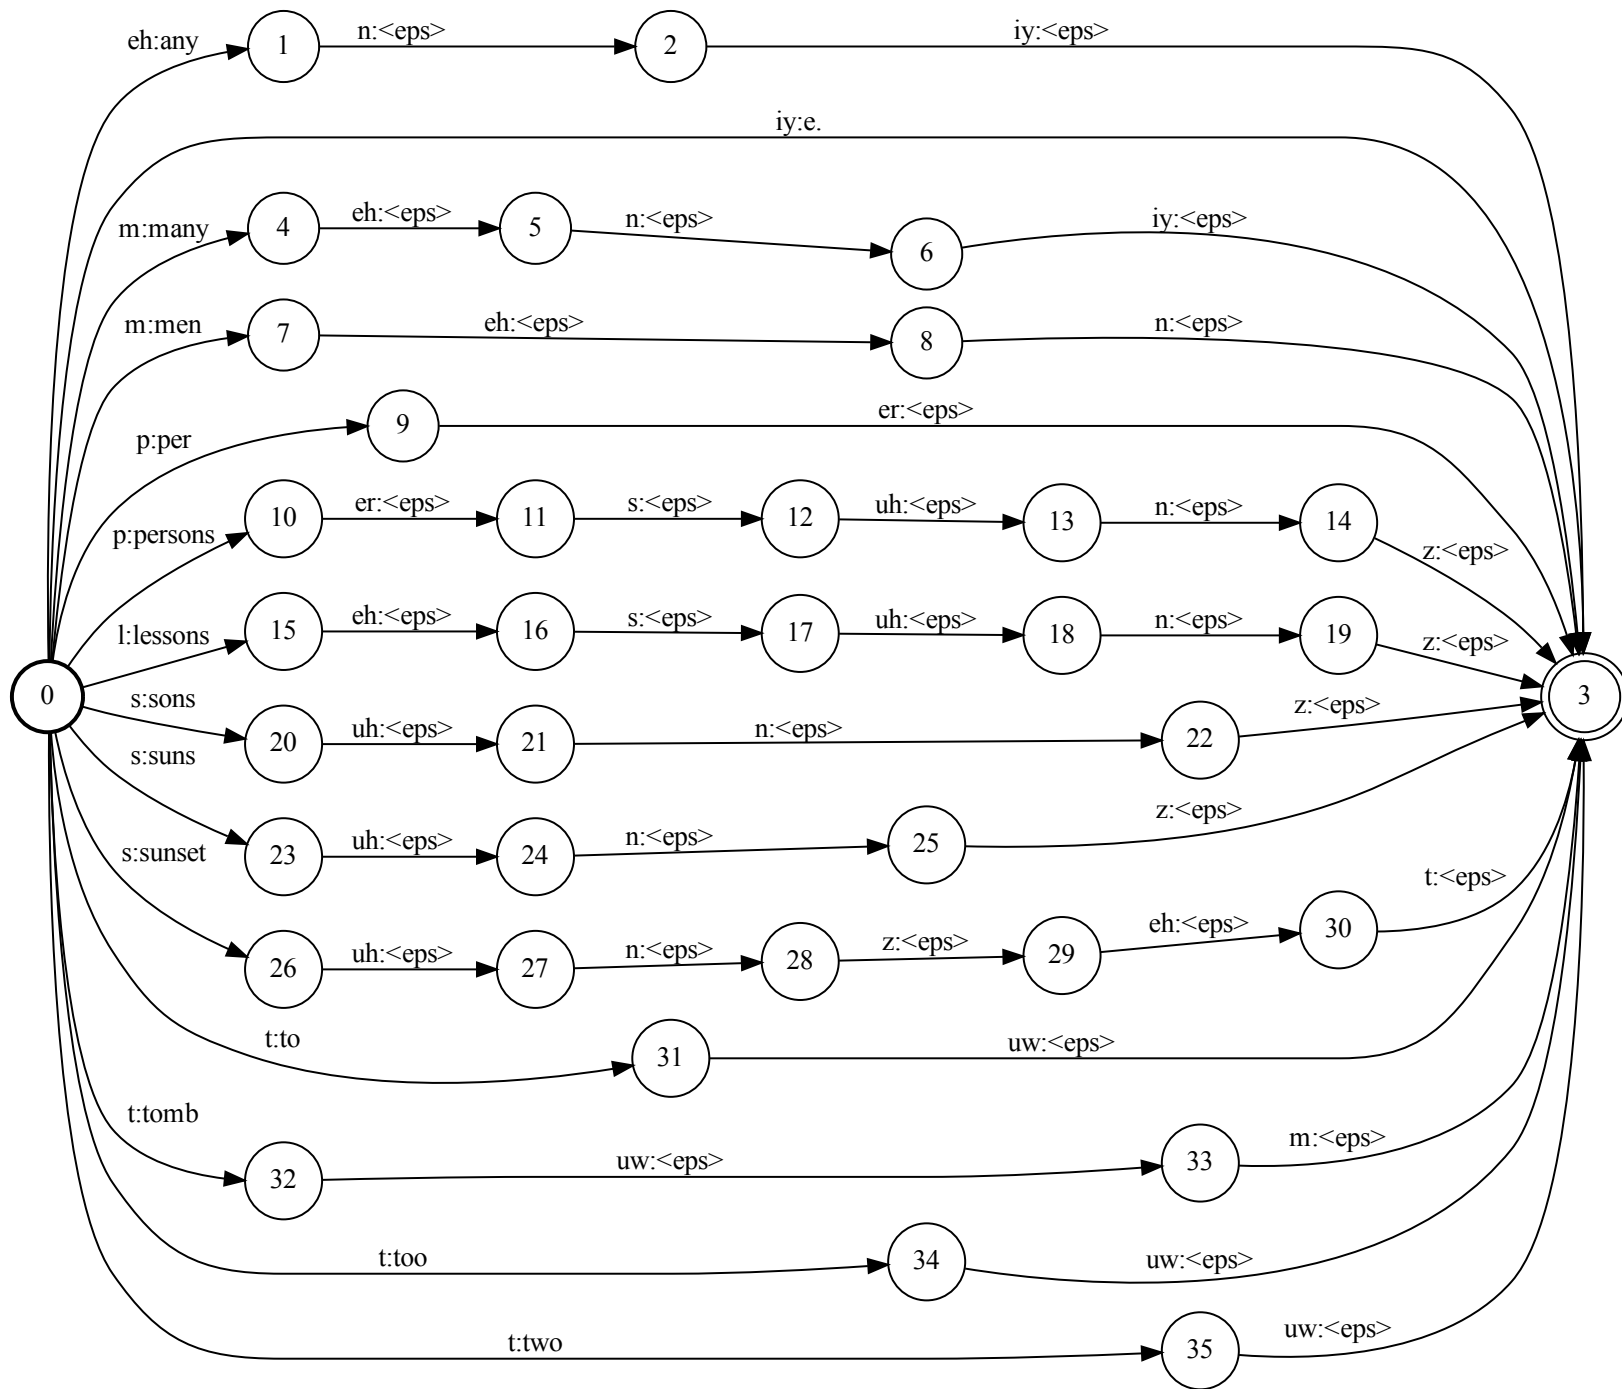 eh:any 1 n:<eps> 2 iy:<eps>
iy:e.
m:many 4 eh:<eps> 5 n:<eps> 6 iy:<eps>
m:men 7 eh:<eps> 8 n:<eps>
p:per 9 er:<eps>
p:persons 10 er:<eps> 11 s:<eps> 12 uh:<eps> 13 n:<eps> 14 z:<eps>
l:lessons 15 eh:<eps> 16 s:<eps> 17 uh:<eps> 18 n:<eps> 19 z:<eps>
0 3
s:sons 20 uh:<eps> 21 n:<eps> 22 z:<eps>
s:suns 23 uh:<eps> 24 n:<eps> 25 z:<eps>
s:sunset 26 uh:<eps> 27 n:<eps> 28 z:<eps> 29 eh:<eps> 30 t:<eps>
t:to 31 uw:<eps>
t:tomb 32 uw:<eps> 33 m:<eps>
t:too 34 uw:<eps>
t:two 35 uw:<eps>